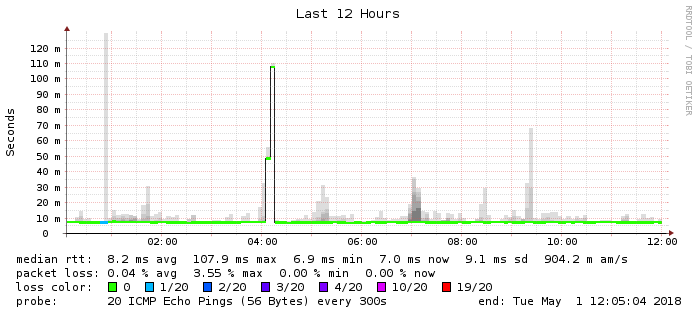 Last 12 Hours
RRDTOOL / TOBI OETIKER
Seconds
120 m
110 m
100 m
90 m
80 m
70 m
60 m
50 m
40 m
30 m
20 m
10 m
0
02:00 04:00 06:00 08:00 10:00 12:00
median rtt: 8.2 ms avg 107.9 ms max 6.9 ms min 7.0 ms now 9.1 ms sd 904.2 m am/s
packet loss: 0.04 % avg 3.55 % max 0.00 % min 0.00 % now
loss color: 0 1/20 2/20 3/20 4/20 10/20 19/20
probe: 20 ICMP Echo Pings (56 Bytes) every 300s end: Tue May 1 12:05:04 2018